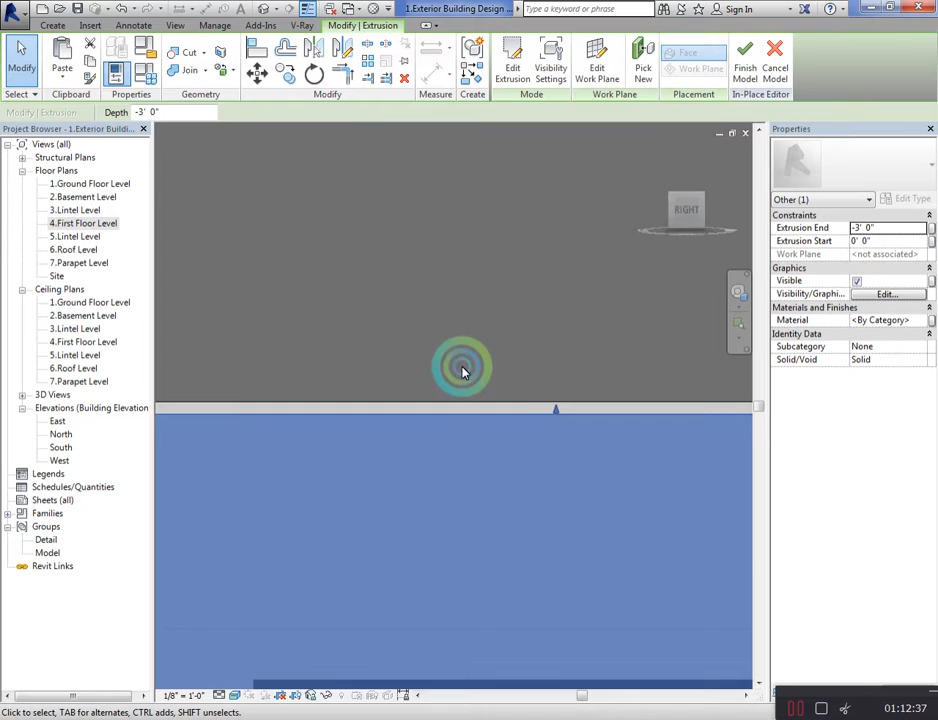 1.Exterior Building Design ...
Type a keyword or phrase
Sign In
Create
Insert
Annotate
View
Manage
Add-Ins
V-Ray
Modify | Extrusion
Modify
Paste
Cut
Join
Edit Extrusion
Visibility Settings
Edit Work Plane
Pick New
Face
Work Plane
Finish Model
Cancel Model
Select
Clipboard
Properties
Geometry
Modify
Measure
Create
Mode
Work Plane
Placement
In-Place Editor
Modify | Extrusion
Depth -3' 0"
Project Browser - 1.Exterior Buildi...
Views (all)
Structural Plans
Floor Plans
1.Ground Floor Level
2.Basement Level
3.Lintel Level
4.First Floor Level
5.Lintel Level
6.Roof Level
7.Parapet Level
Site
Ceiling Plans
1.Ground Floor Level
2.Basement Level
3.Lintel Level
4.First Floor Level
5.Lintel Level
6.Roof Level
7.Parapet Level
3D Views
Elevations (Building Elevation
East
North
South
West
Legends
Schedules/Quantities
Sheets (all)
Families
Groups
Detail
Model
Revit Links
RIGHT
Properties
Other (1)
Edit Type
Constraints
Extrusion End -3' 0"
Extrusion Start 0' 0"
Work Plane <not associated>
Graphics
Visible
Visibility/Graphi... Edit...
Materials and Finishes
Material <By Category>
Identity Data
Subcategory None
Solid/Void Solid
1/8" = 1'-0"
Click to select, TAB for alternates, CTRL adds, SHIFT unselects.
01:12:37